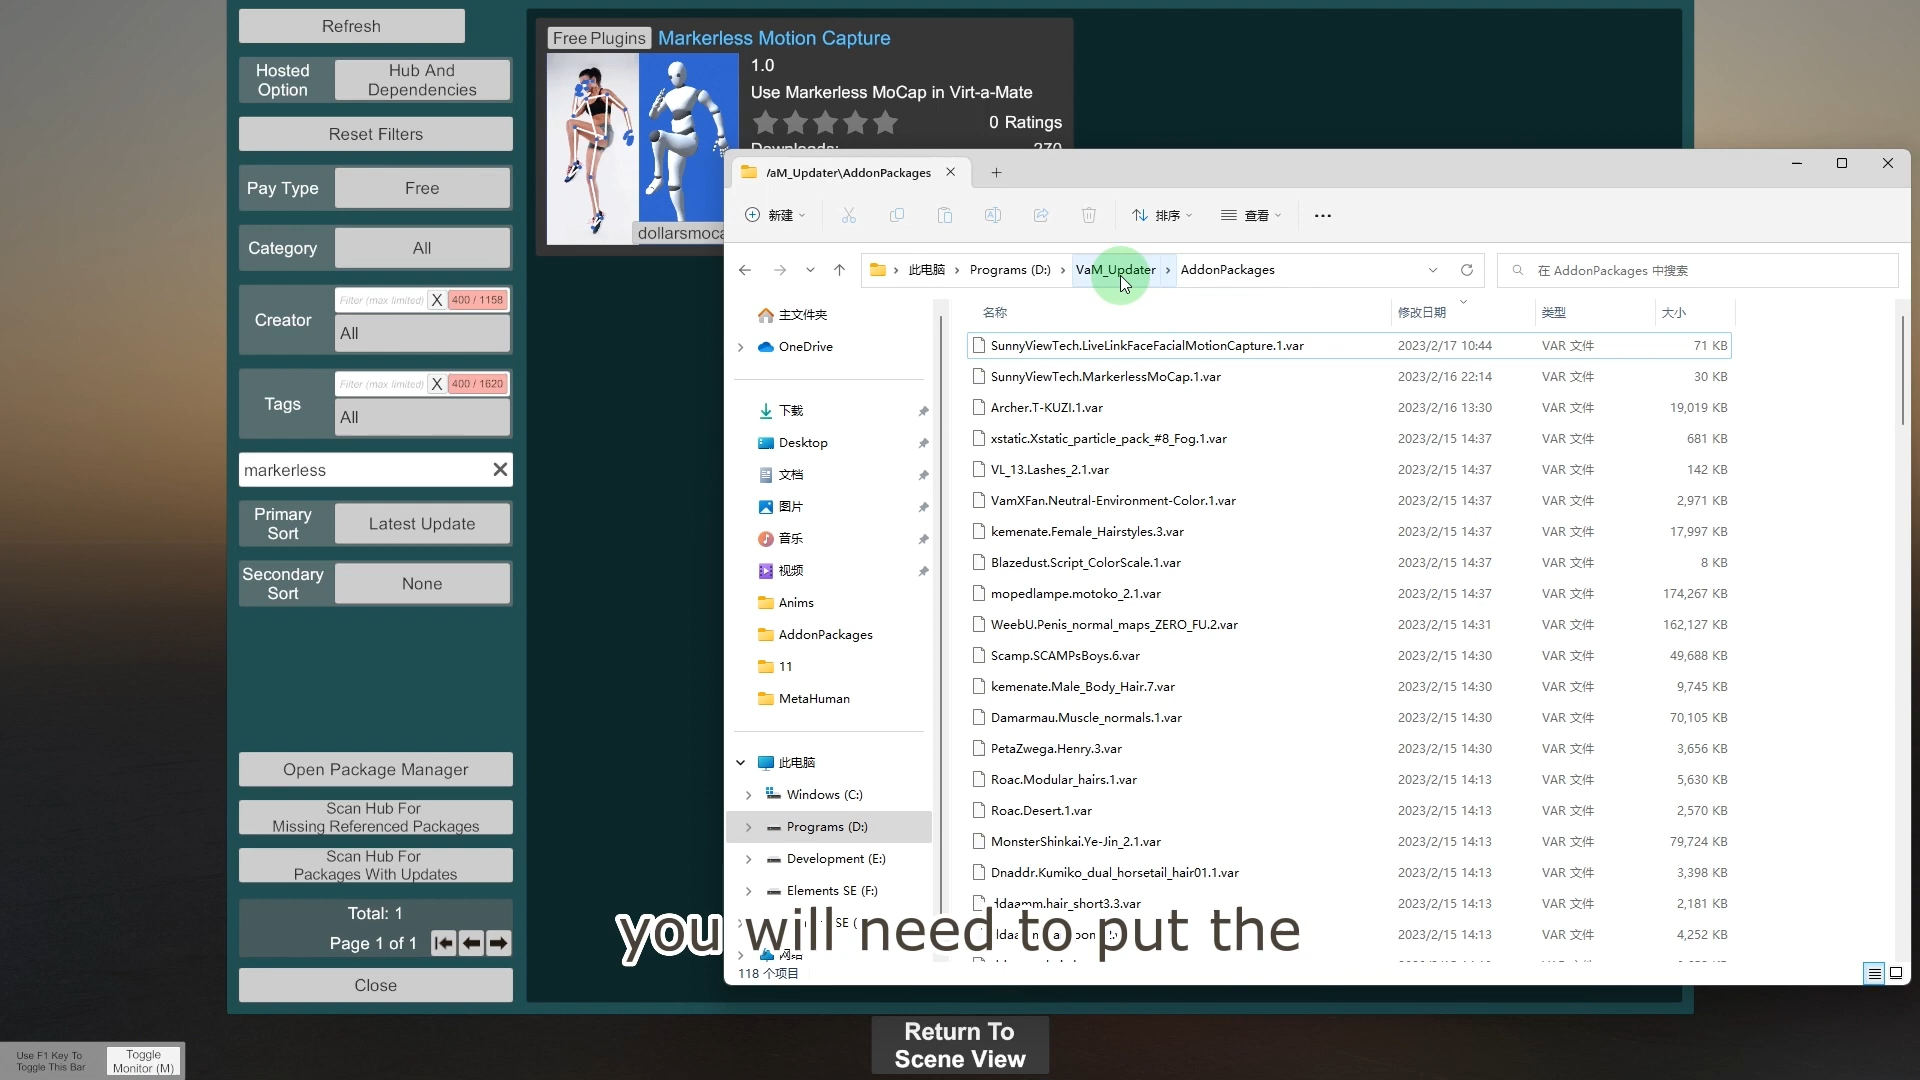 Refresh
Hosted Option
Hub And Dependencies
Reset Filters
Pay Type
Free
Category
All
Creator
Filter (max limited)
X
400 / 1158
All
Tags
Filter (max limited)
X
400 / 1620
All
markerless
Primary Sort
Latest Update
Secondary Sort
None
Open Package Manager
Scan Hub For
Missing Referenced Packages
Scan Hub For
Packages With Updates
Total: 1
Page 1 of 1
Close
Free Plugins
Markerless Motion Capture
1.0
Use Markerless MoCap in Virt-a-Mate
0 Ratings
Downloads:
270
dollarsmoca
/aM_Updater\AddonPackages
新建
排序
查看
此电脑
Programs (D:)
VaM_Updater
AddonPackages
在 AddonPackages 中搜索
主文件夹
OneDrive
下载
Desktop
文档
图片
音乐
视频
Anims
AddonPackages
11
MetaHuman
此电脑
Windows (C:)
Programs (D:)
Development (E:)
Elements SE (F:)
网络
名称 修改日期 类型 大小
SunnyViewTech.LiveLinkFaceFacialMotionCapture.1.var 2023/2/17 10:44 VAR 文件 71 KB
SunnyViewTech.MarkerlessMoCap.1.var 2023/2/16 22:14 VAR 文件 30 KB
Archer.T-KUZI.1.var 2023/2/16 13:30 VAR 文件 19,019 KB
xstatic.Xstatic_particle_pack_#8_Fog.1.var 2023/2/15 14:37 VAR 文件 681 KB
VL_13.Lashes_2.1.var 2023/2/15 14:37 VAR 文件 142 KB
VamXFan.Neutral-Environment-Color.1.var 2023/2/15 14:37 VAR 文件 2,971 KB
kemenate.Female_Hairstyles.3.var 2023/2/15 14:37 VAR 文件 17,997 KB
Blazedust.Script_ColorScale.1.var 2023/2/15 14:37 VAR 文件 8 KB
mopedlampe.motoko_2.1.var 2023/2/15 14:37 VAR 文件 174,267 KB
WeebU.Penis_normal_maps_ZERO_FU.2.var 2023/2/15 14:31 VAR 文件 162,127 KB
Scamp.SCAMPsBoys.6.var 2023/2/15 14:30 VAR 文件 49,688 KB
kemenate.Male_Body_Hair.7.var 2023/2/15 14:30 VAR 文件 9,745 KB
Damarmau.Muscle_normals.1.var 2023/2/15 14:30 VAR 文件 70,105 KB
PetaZwega.Henry.3.var 2023/2/15 14:30 VAR 文件 3,656 KB
Roac.Modular_hairs.1.var 2023/2/15 14:13 VAR 文件 5,630 KB
Roac.Desert.1.var 2023/2/15 14:13 VAR 文件 2,570 KB
MonsterShinkai.Ye-Jin_2.1.var 2023/2/15 14:13 VAR 文件 79,724 KB
Dnaddr.Kumiko_dual_horsetail_hair01.1.var 2023/2/15 14:13 VAR 文件 3,398 KB
ddaamm.hair_short3.3.var 2023/2/15 14:13 VAR 文件 2,181 KB
2023/2/15 14:13 VAR 文件 4,252 KB
118 个项目
you will need to put the
Return To
Scene View
Use F1 Key To
Toggle This Bar
Toggle
Monitor (M)